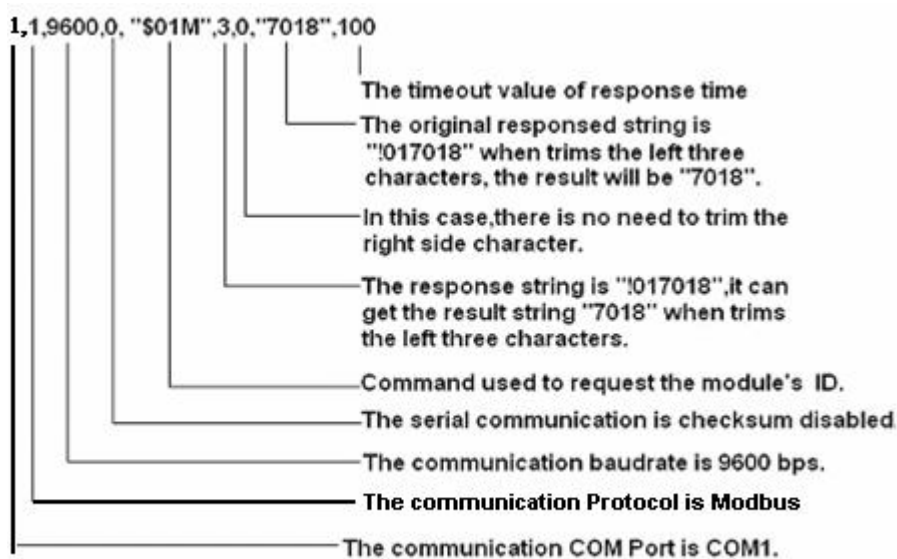 1,1,9600,0, "$01M",3,0,"7018",100
The timeout value of response time
The original responsed string is
"!017018" when trims the left three
characters, the result will be "7018".
In this case,there is no need to trim the
right side character.
The response string is "!017018",it can
get the result string "7018" when trims
the left three characters.
Command used to request the module's ID.
The serial communication is checksum disabled
The communication baudrate is 9600 bps.
The communication Protocol is Modbus
The communication COM Port is COM1.